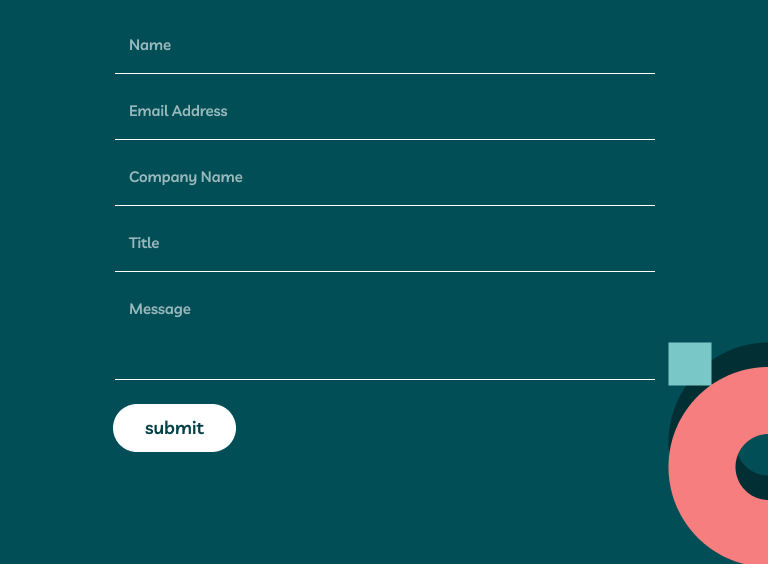 Name
Email Address
Company Name
Title
Message
submit